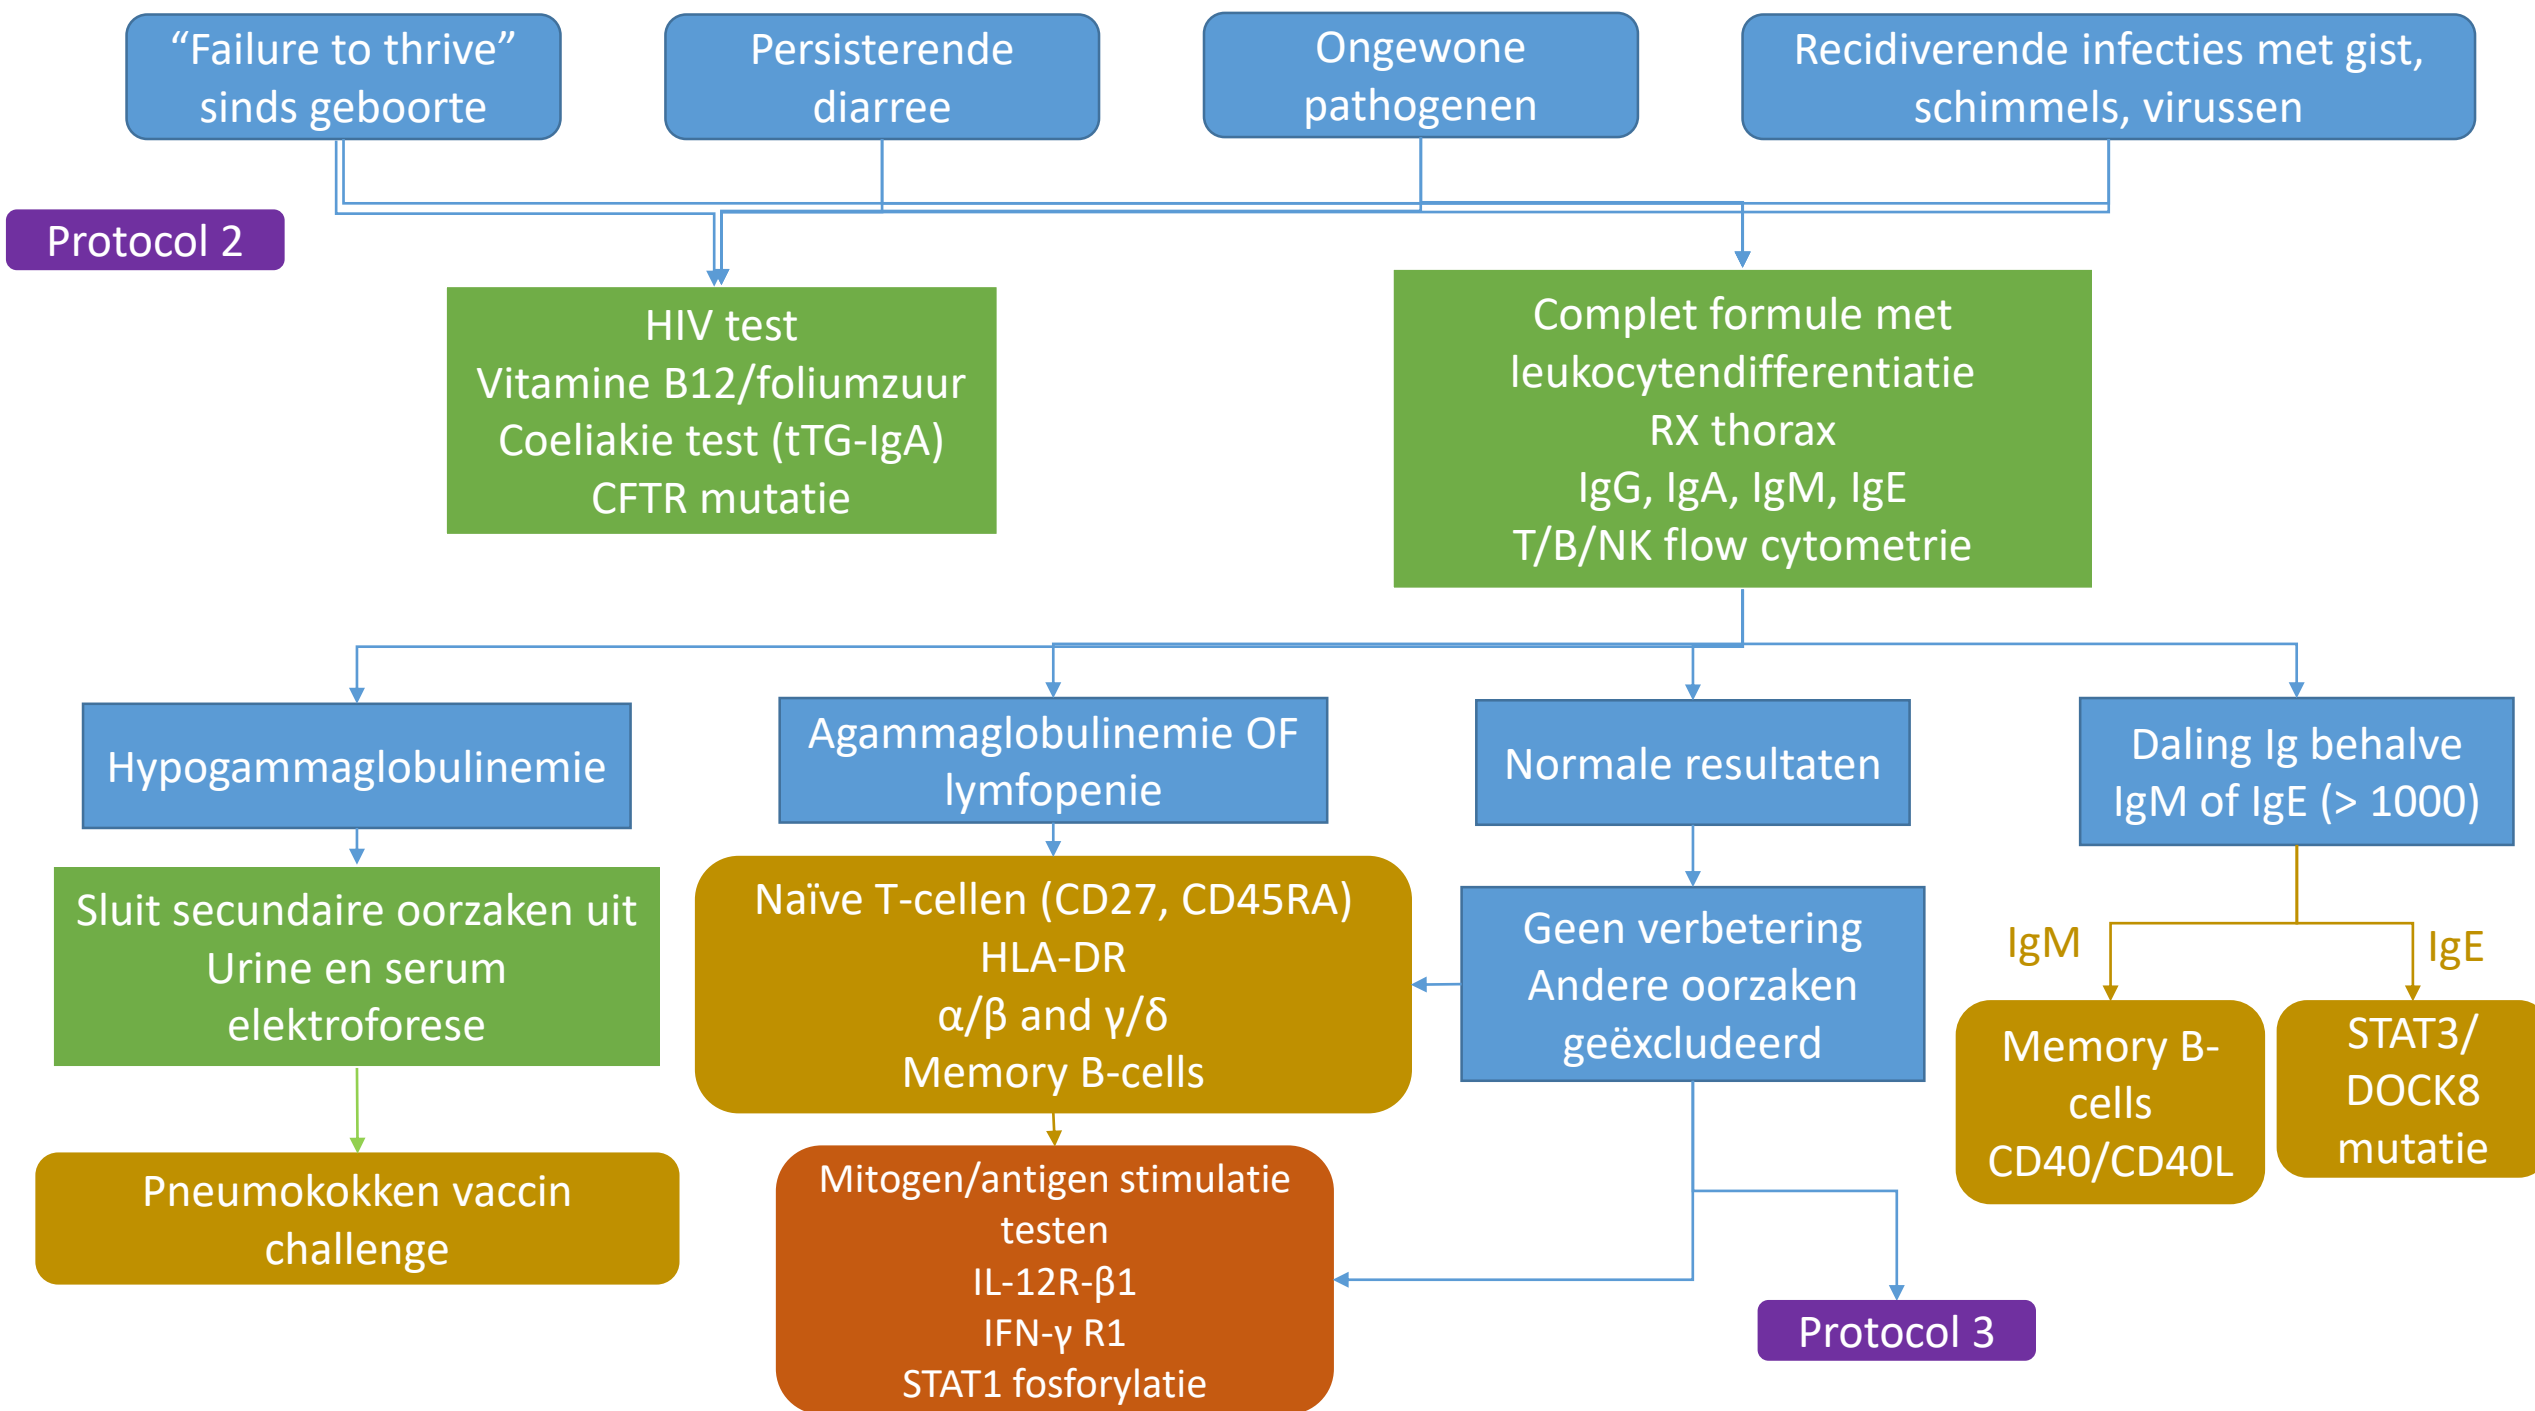 “Failure to thrive”
sinds geboorte
Persisterende
diarree
Ongewone
pathogenen
Recidiverende infecties met gist,
schimmels, virussen
Protocol 2
HIV test
Vitamine B12/foliumzuur
Coeliakie test (tTG-IgA)
CFTR mutatie
Complet formule met
leukocytendifferentiatie
RX thorax
IgG, IgA, IgM, IgE
T/B/NK flow cytometrie
Hypogammaglobulinemie
Agammaglobulinemie OF
lymfopenie
Normale resultaten
Daling Ig behalve
IgM of IgE (> 1000)
Sluit secundaire oorzaken uit
Urine en serum
elektroforese
Naïve T-cellen (CD27, CD45RA)
HLA-DR
α/β and γ/δ
Memory B-cells
Geen verbetering
Andere oorzaken
geëxcludeerd
IgM
IgE
Memory B-
cells
CD40/CD40L
STAT3/
DOCK8
mutatie
Pneumokokken vaccin
challenge
Mitogen/antigen stimulatie
testen
IL-12R-β1
IFN-γ R1
STAT1 fosforylatie
Protocol 3